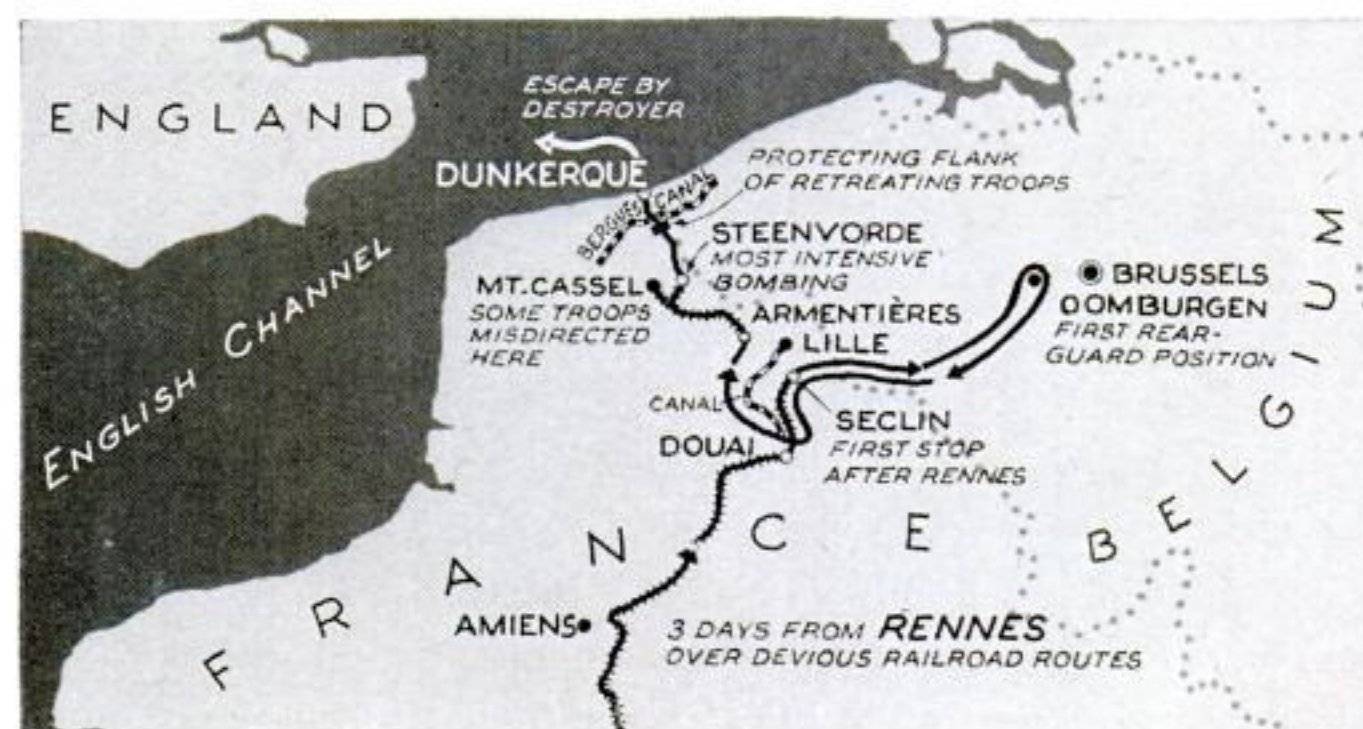 ENGLAND
ESCAPE BY
DESTROYER
DUNKERQUE
PROTECTING FLANK
OF RETREATING TROOPS
BERGUES CANAL
STEENVORDE
MOST INTENSIVE
BOMBING
ENGLISH CHANNEL
MT. CASSEL
SOME TROOPS
MISDIRECTED
HERE
ARMENTIÈRES
LILLE
BRUSSELS
OOMBURGEN
FIRST REAR-
GUARD POSITION
BELGIUM
CANAL
DOUAI
SECLIN
FIRST STOP
AFTER RENNES
FRANCE
AMIENS
3 DAYS FROM RENNES
OVER DEVIOUS RAILROAD ROUTES